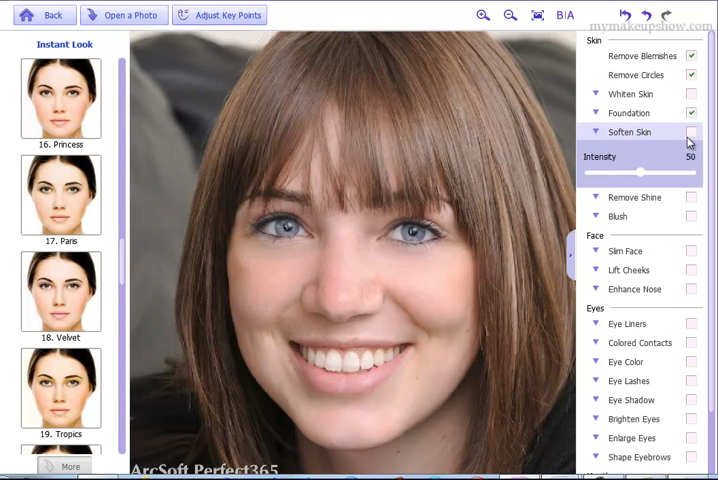 Back
Open a Photo
Adjust Key Points
B|A
mymakeupshow.com
Instant Look
16. Princess
17. Paris
18. Velvet
19. Tropics
More
ArcSoft Perfect365
Skin
Remove Blemishes
Remove Circles
Whiten Skin
Foundation
Soften Skin
Intensity 50
Remove Shine
Blush
Face
Slim Face
Lift Cheeks
Enhance Nose
Eyes
Eye Liners
Colored Contacts
Eye Color
Eye Lashes
Eye Shadow
Brighten Eyes
Enlarge Eyes
Shape Eyebrows